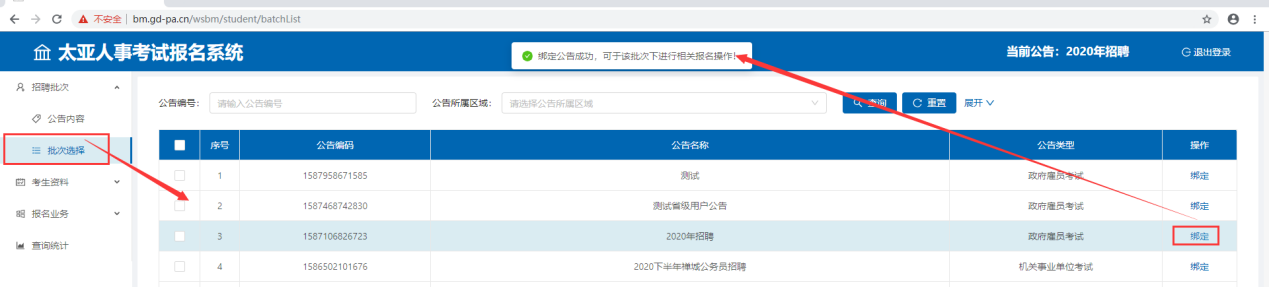 不安全 bm.gd-pa.cn/wsbm/student/batchList
太亚人事考试报名系统 绑定公告成功，可于该批次下进行相关报名操作! 当前公告：2020年招聘 退出登录
招聘批次
公告内容
批次选择
考生资料
报名业务
查询统计
公告编号： 请输入公告编号 公告所属区域： 请选择公告所属区域 查询 重置 展开
序号 公告编码 公告名称 公告类型 操作
1 1587958671585 测试 政府雇员考试 绑定
2 1587468742830 测试省级用户公告 政府雇员考试 绑定
3 1587106826723 2020年招聘 政府雇员考试 绑定
4 1586502101676 2020下半年禅城公务员招聘 机关事业单位考试 绑定